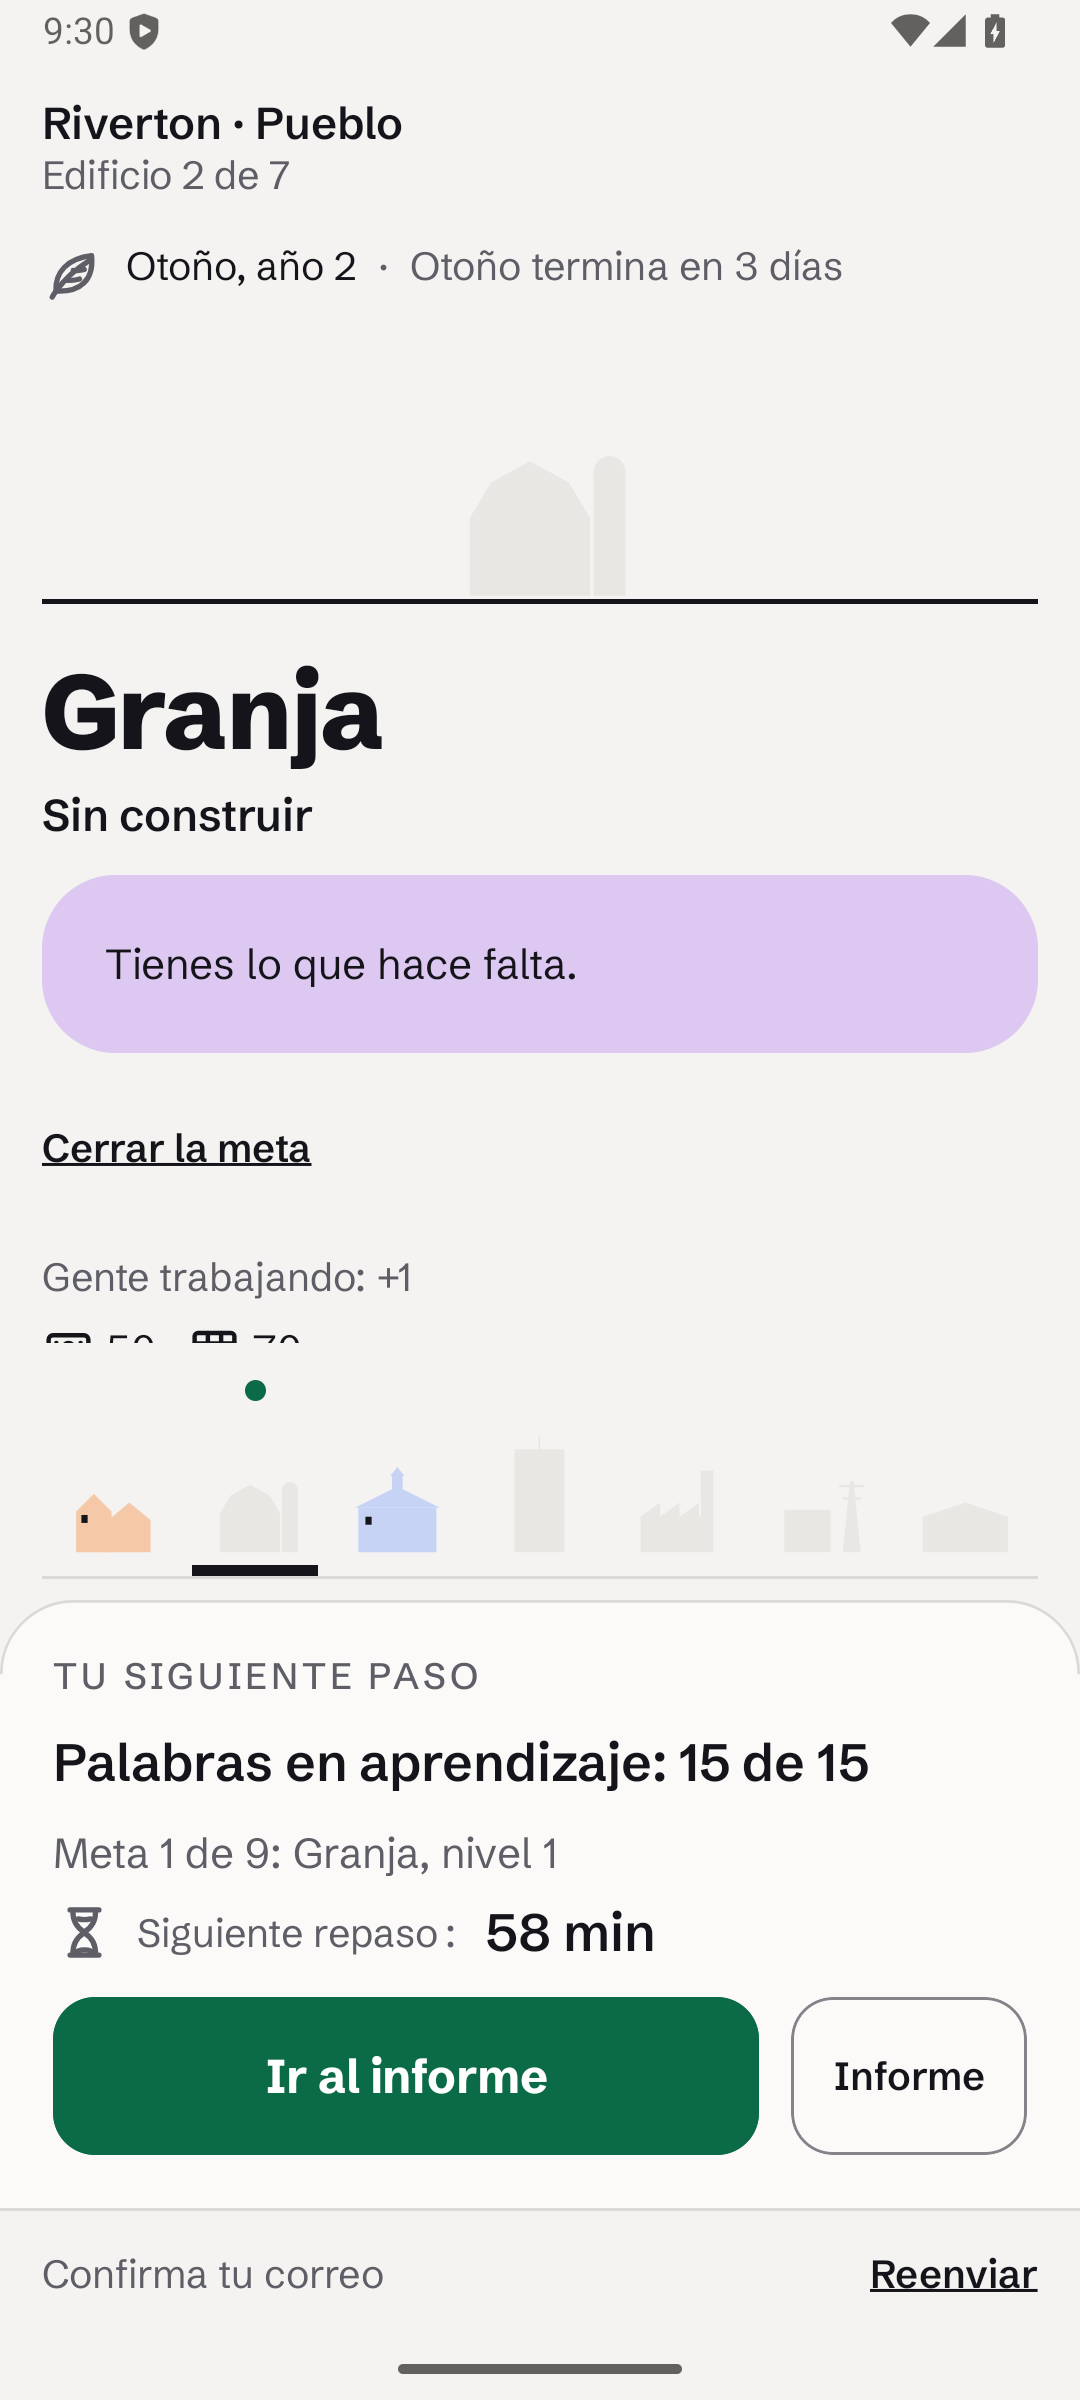 9:30
Riverton · Pueblo
Edificio 2 de 7
Otoño, año 2 · Otoño termina en 3 días
Granja
Sin construir
Tienes lo que hace falta.
Cerrar la meta
Gente trabajando: +1
TU SIGUIENTE PASO
Palabras en aprendizaje: 15 de 15
Meta 1 de 9: Granja, nivel 1
Siguiente repaso: 58 min
Ir al informe
Informe
Confirma tu correo
Reenviar